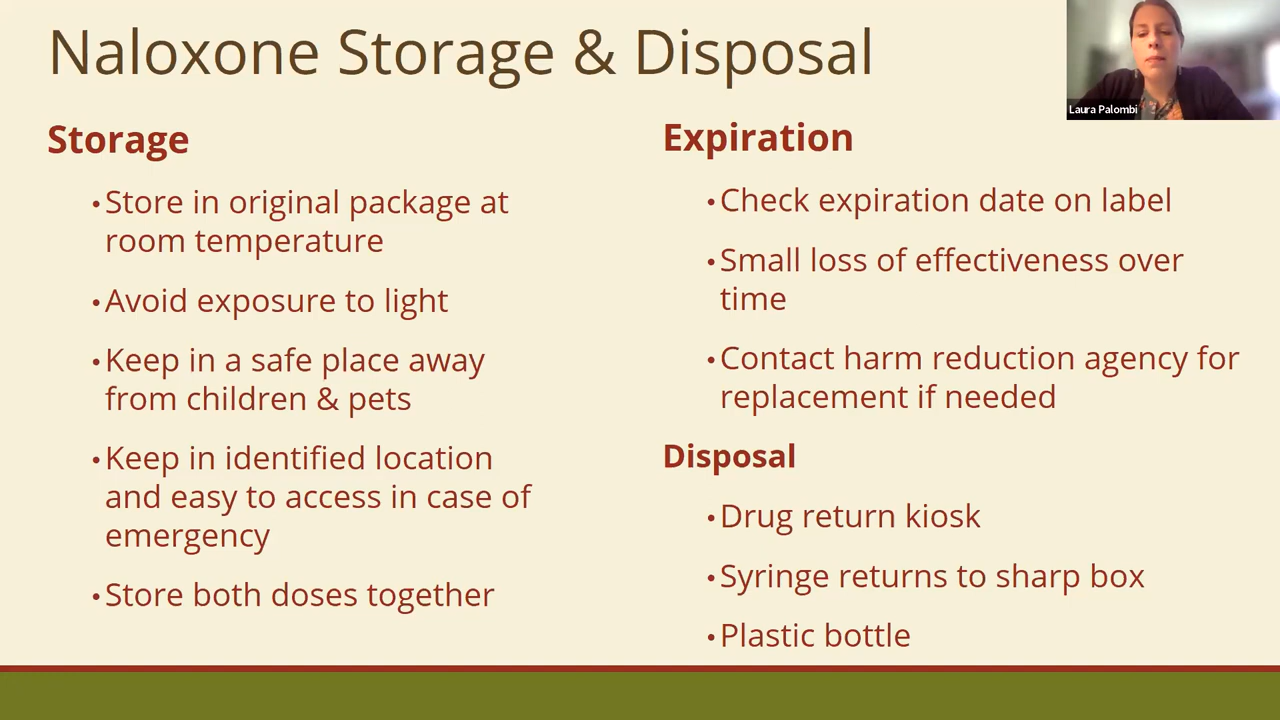 Naloxone Storage & Disposal
Laura Palombi
Storage
•Store in original package at
room temperature
•Avoid exposure to light
•Keep in a safe place away
from children & pets
•Keep in identified location
and easy to access in case of
emergency
•Store both doses together
Expiration
•Check expiration date on label
•Small loss of effectiveness over
time
•Contact harm reduction agency for
replacement if needed
Disposal
•Drug return kiosk
•Syringe returns to sharp box
•Plastic bottle